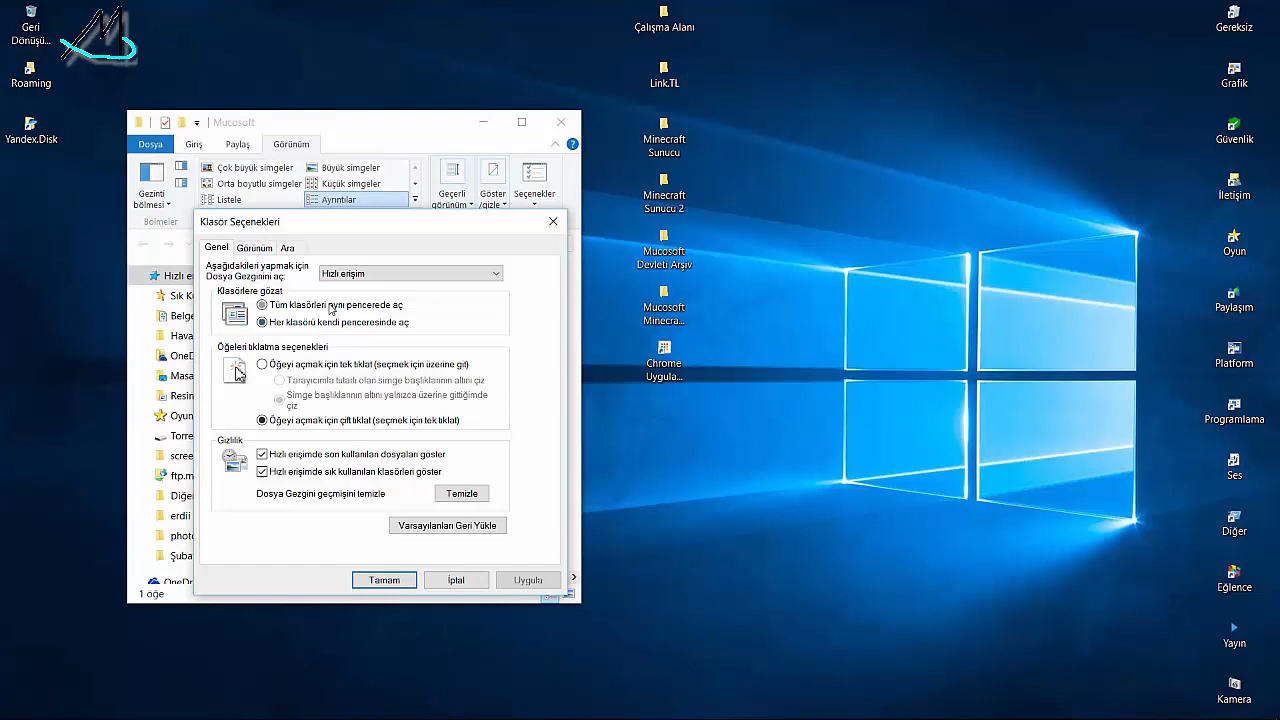 Geri
Dönüşü...
Roaming
Yandex.Disk
Mucosoft
Dosya
Giriş
Paylaş
Görünüm
Çok büyük simgeler
Büyük simgeler
Orta boyutlu simgeler
Küçük simgeler
Listele
Ayrıntılar
Gezinti
bölmesi
Bölmeler
Geçerli
görünüm
Göster
/gizle
Seçenekler
Klasör Seçenekleri
Genel
Görünüm
Ara
Aşağıdakileri yapmak için
Dosya Gezginini aç:
Hızlı erişim
Klasörlere gözat
Tüm klasörleri aynı pencerede aç
Her klasörü kendi penceresinde aç
Öğeleri tıklatma seçenekleri
Öğeyi açmak için tek tıklat (seçmek için üzerine git)
Tarayıcımla tutarlı olan simge başlıklarının altını çiz
Simge başlıklarının altını yalnızca üzerine gittiğimde
çiz
Öğeyi açmak için çift tıklat (seçmek için tek tıklat)
Gizlilik
Hızlı erişimde son kullanılan dosyaları göster
Hızlı erişimde sık kullanılan klasörleri göster
Dosya Gezgini geçmişini temizle
Temizle
Varsayılanları Geri Yükle
Tamam
İptal
Uygula
Hızlı e
Sık K
Belge
Hava
OneD
Masa
Resim
Oyun
Torre
scree
ftp.m
Diğe
erdii
photo
Şuba
OneDr
1 öğe
Çalışma Alanı
Link.TL
Minecraft
Sunucu
Minecraft
Sunucu 2
Mucosoft
Devleti Arşiv
Mucosoft
Minecra...
Chrome
Uygula...
Gereksiz
Grafik
Güvenlik
İletişim
Oyun
Paylaşım
Platform
Programlama
Ses
Diğer
Eğlence
Yayın
Kamera